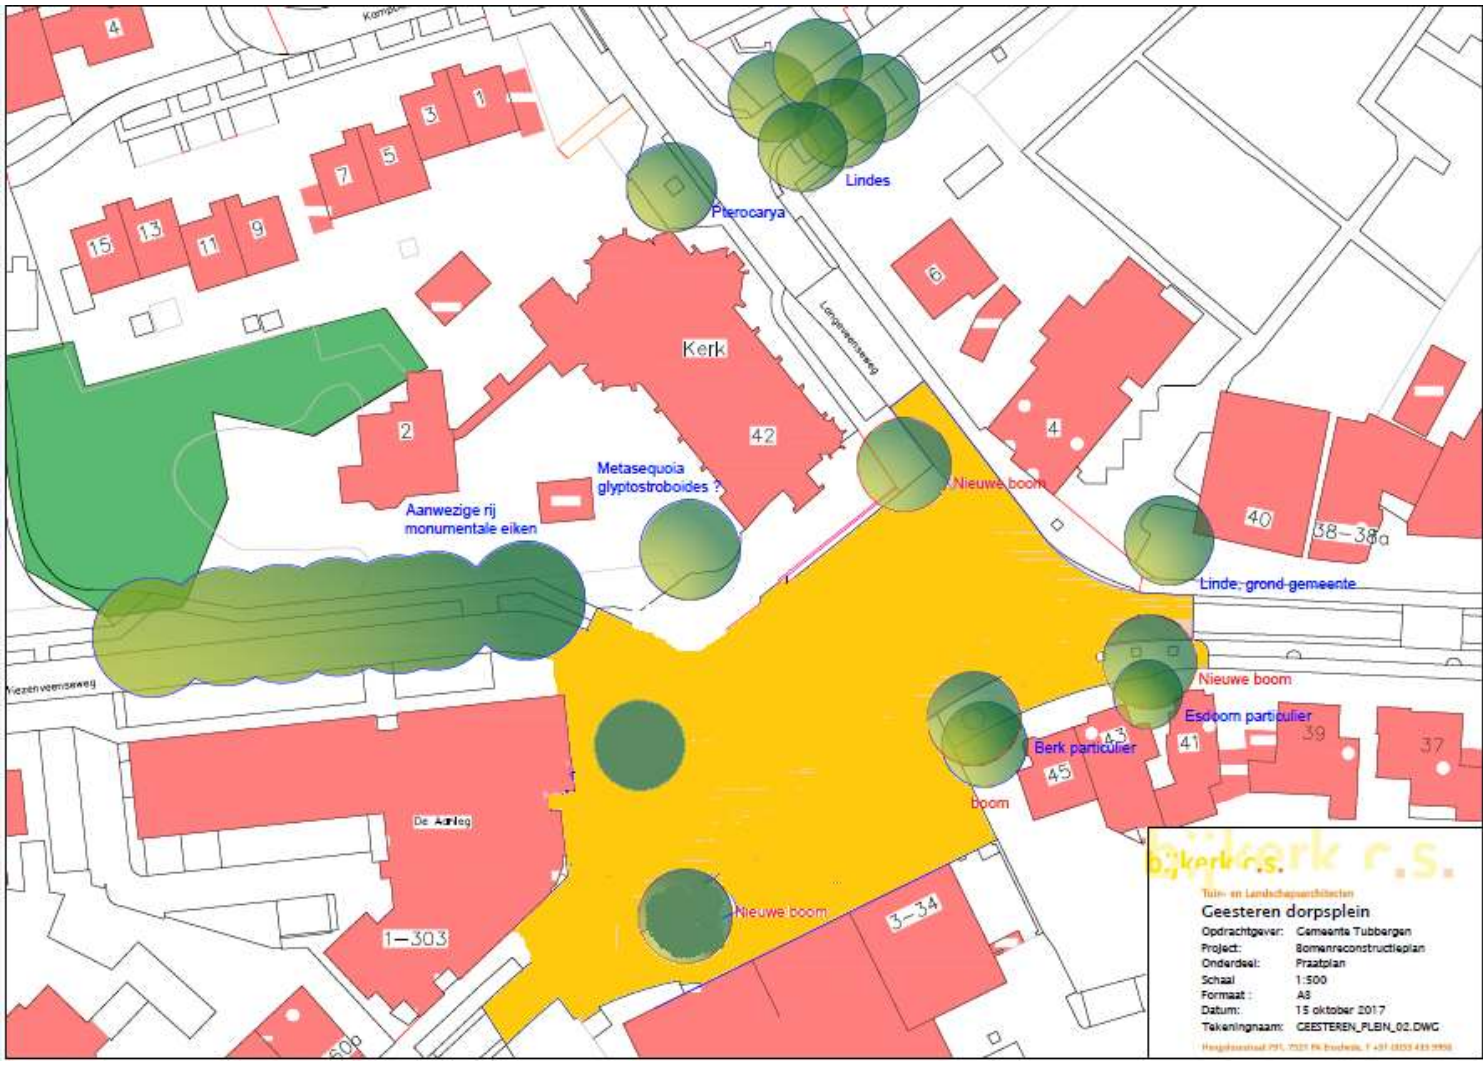 4
1
3
5
7
9
11
13
15
Lindes
Pterocarya
6
Langeveenseweg
Kerk
42
2
4
Metasequoia
glyptostroboides ?
Aanwezige rij
monumentale eiken
Nieuwe boom
40
38-38a
Linde, grond gemeente
Nieuwe boom
Esdoorn particulier
Berk particulier
43
41
39
37
45
boom
De Aanleg
Nieuwe boom
3-34
1-303
60a
bijkerk r.s.
bijkerk r.s.
Tuin- en Landschapsarchitecten
Geesteren dorpsplein
Opdrachtgever: Gemeente Tubbergen
Project: Bomenreconstructieplan
Onderdeel: Praatplan
Schaal 1:500
Formaat : A3
Datum: 15 oktober 2017
Tekeningnaam: GEESTEREN_PLEIN_02.DWG